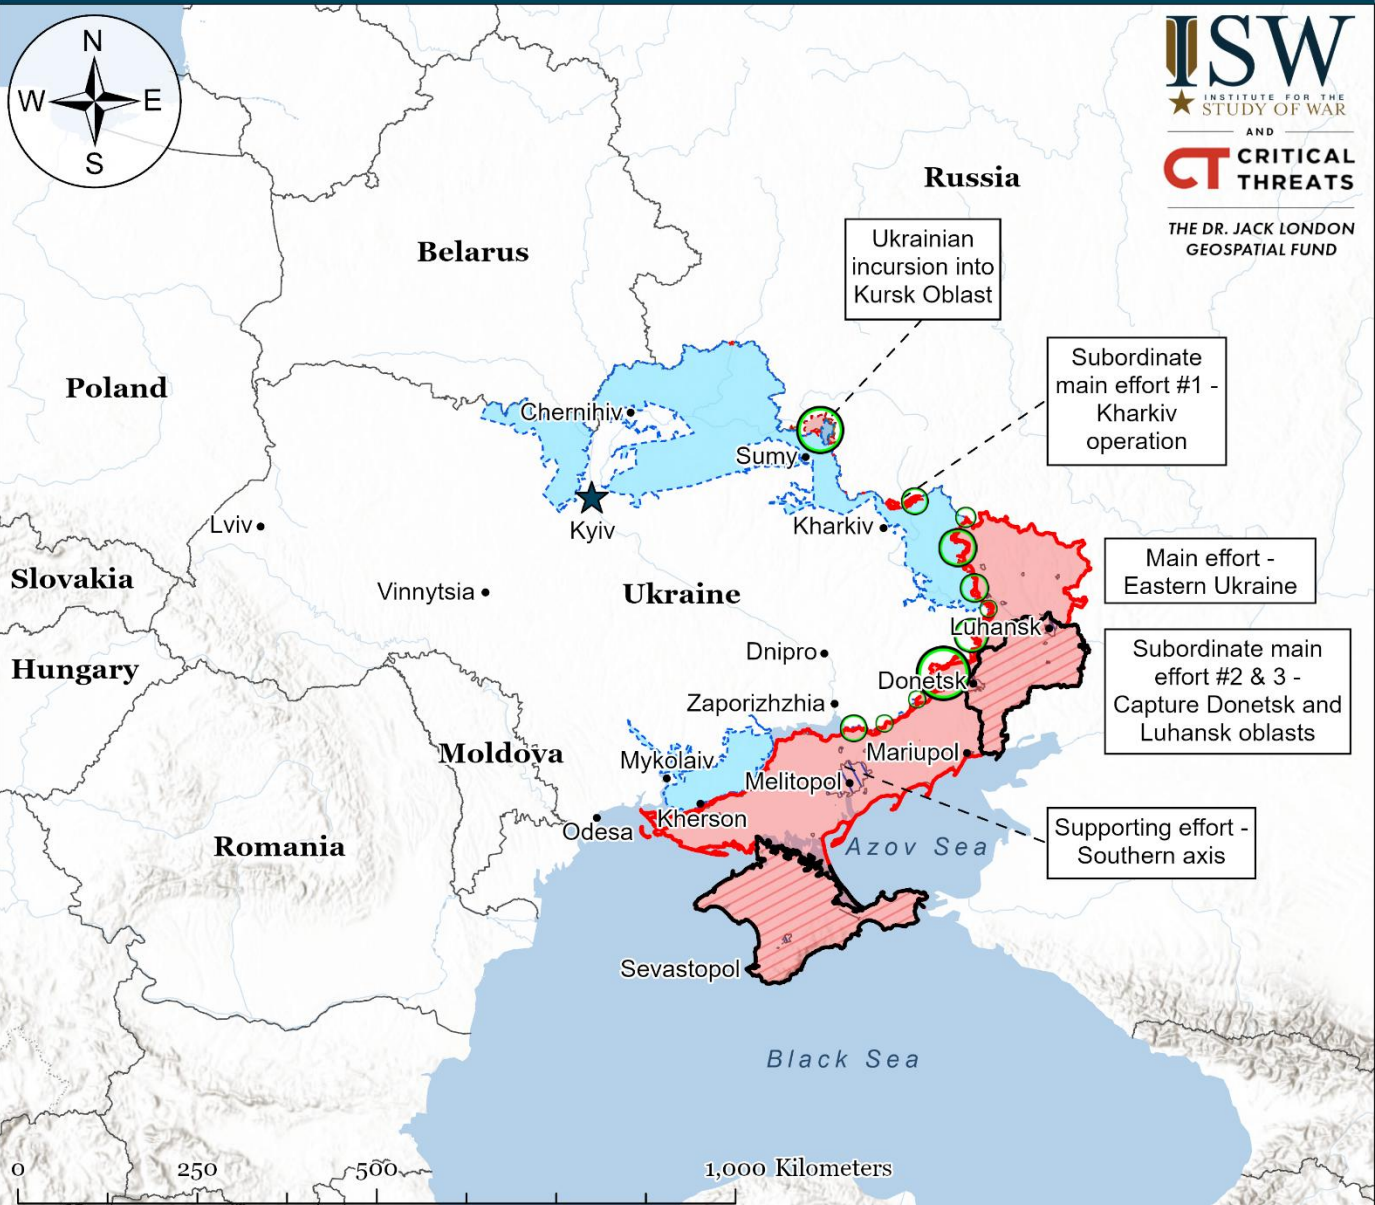 N
W
E
S
ISW
INSTITUTE FOR THE
STUDY OF WAR
AND
CT CRITICAL
THREATS
THE DR. JACK LONDON
GEOSPATIAL FUND
Russia
Belarus
Ukrainian
incursion into
Kursk Oblast
Subordinate
main effort #1 -
Kharkiv
operation
Poland
Chernihiv
Sumy
Kyiv
Lviv
Kharkiv
Main effort -
Eastern Ukraine
Slovakia
Vinnytsia
Ukraine
Luhansk
Subordinate main
effort #2 & 3 -
Capture Donetsk and
Luhansk oblasts
Hungary
Dnipro
Donetsk
Zaporizhzhia
Moldova
Mykolaiv
Mariupol
Melitopol
Kherson
Odesa
Romania
Azov Sea
Supporting effort -
Southern axis
Sevastopol
Black Sea
0
250
500
1,000 Kilometers